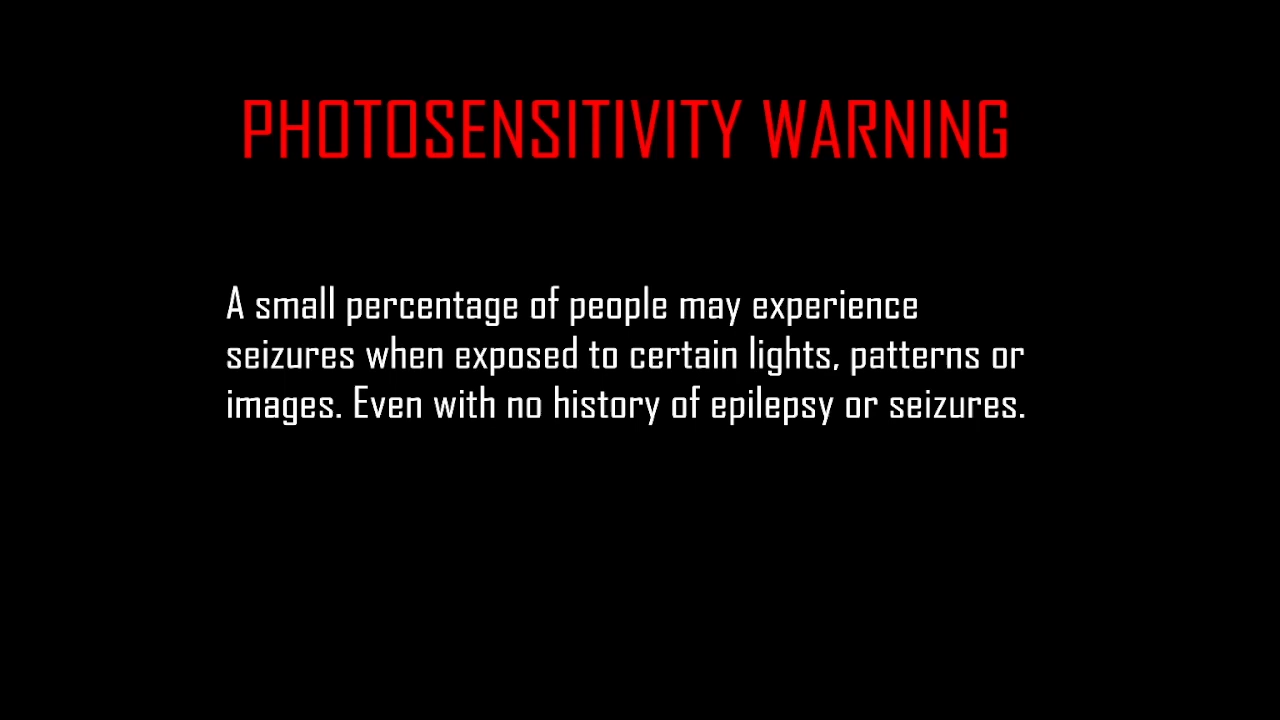 PHOTOSENSITIVITY WARNING
A small percentage of people may experience
seizures when exposed to certain lights, patterns or
images. Even with no history of epilepsy or seizures.